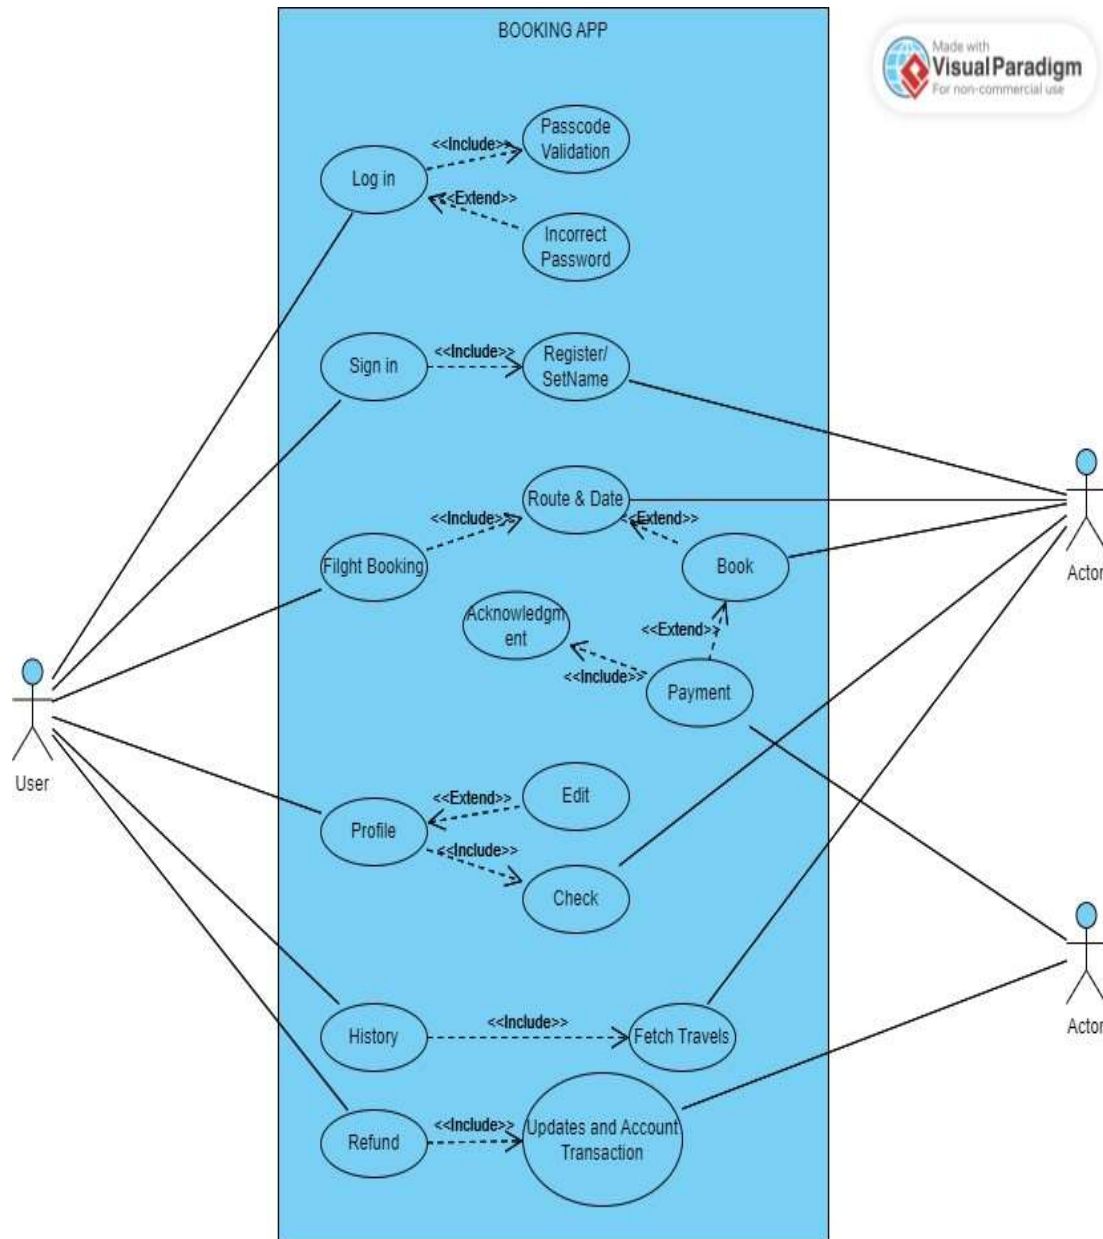 BOOKING APP
Made with
VisualParadigm
For non-commercial use
Passcode
Validation
<<Include>>
Log in
<<Extend>>
Incorrect
Password
Sign in
<<Include>>
Register/
SetName
Route & Date
<<Include>>
<<Extend>>
Filght Booking
Book
Actor
Acknowledgm
ent
<<Extend>>
<<Include>>
Payment
User
<<Extend>>
Edit
Profile
<<Include>>
Check
Actor
History
<<Include>>
Fetch Travels
Refund
<<Include>>
Updates and Account
Transaction